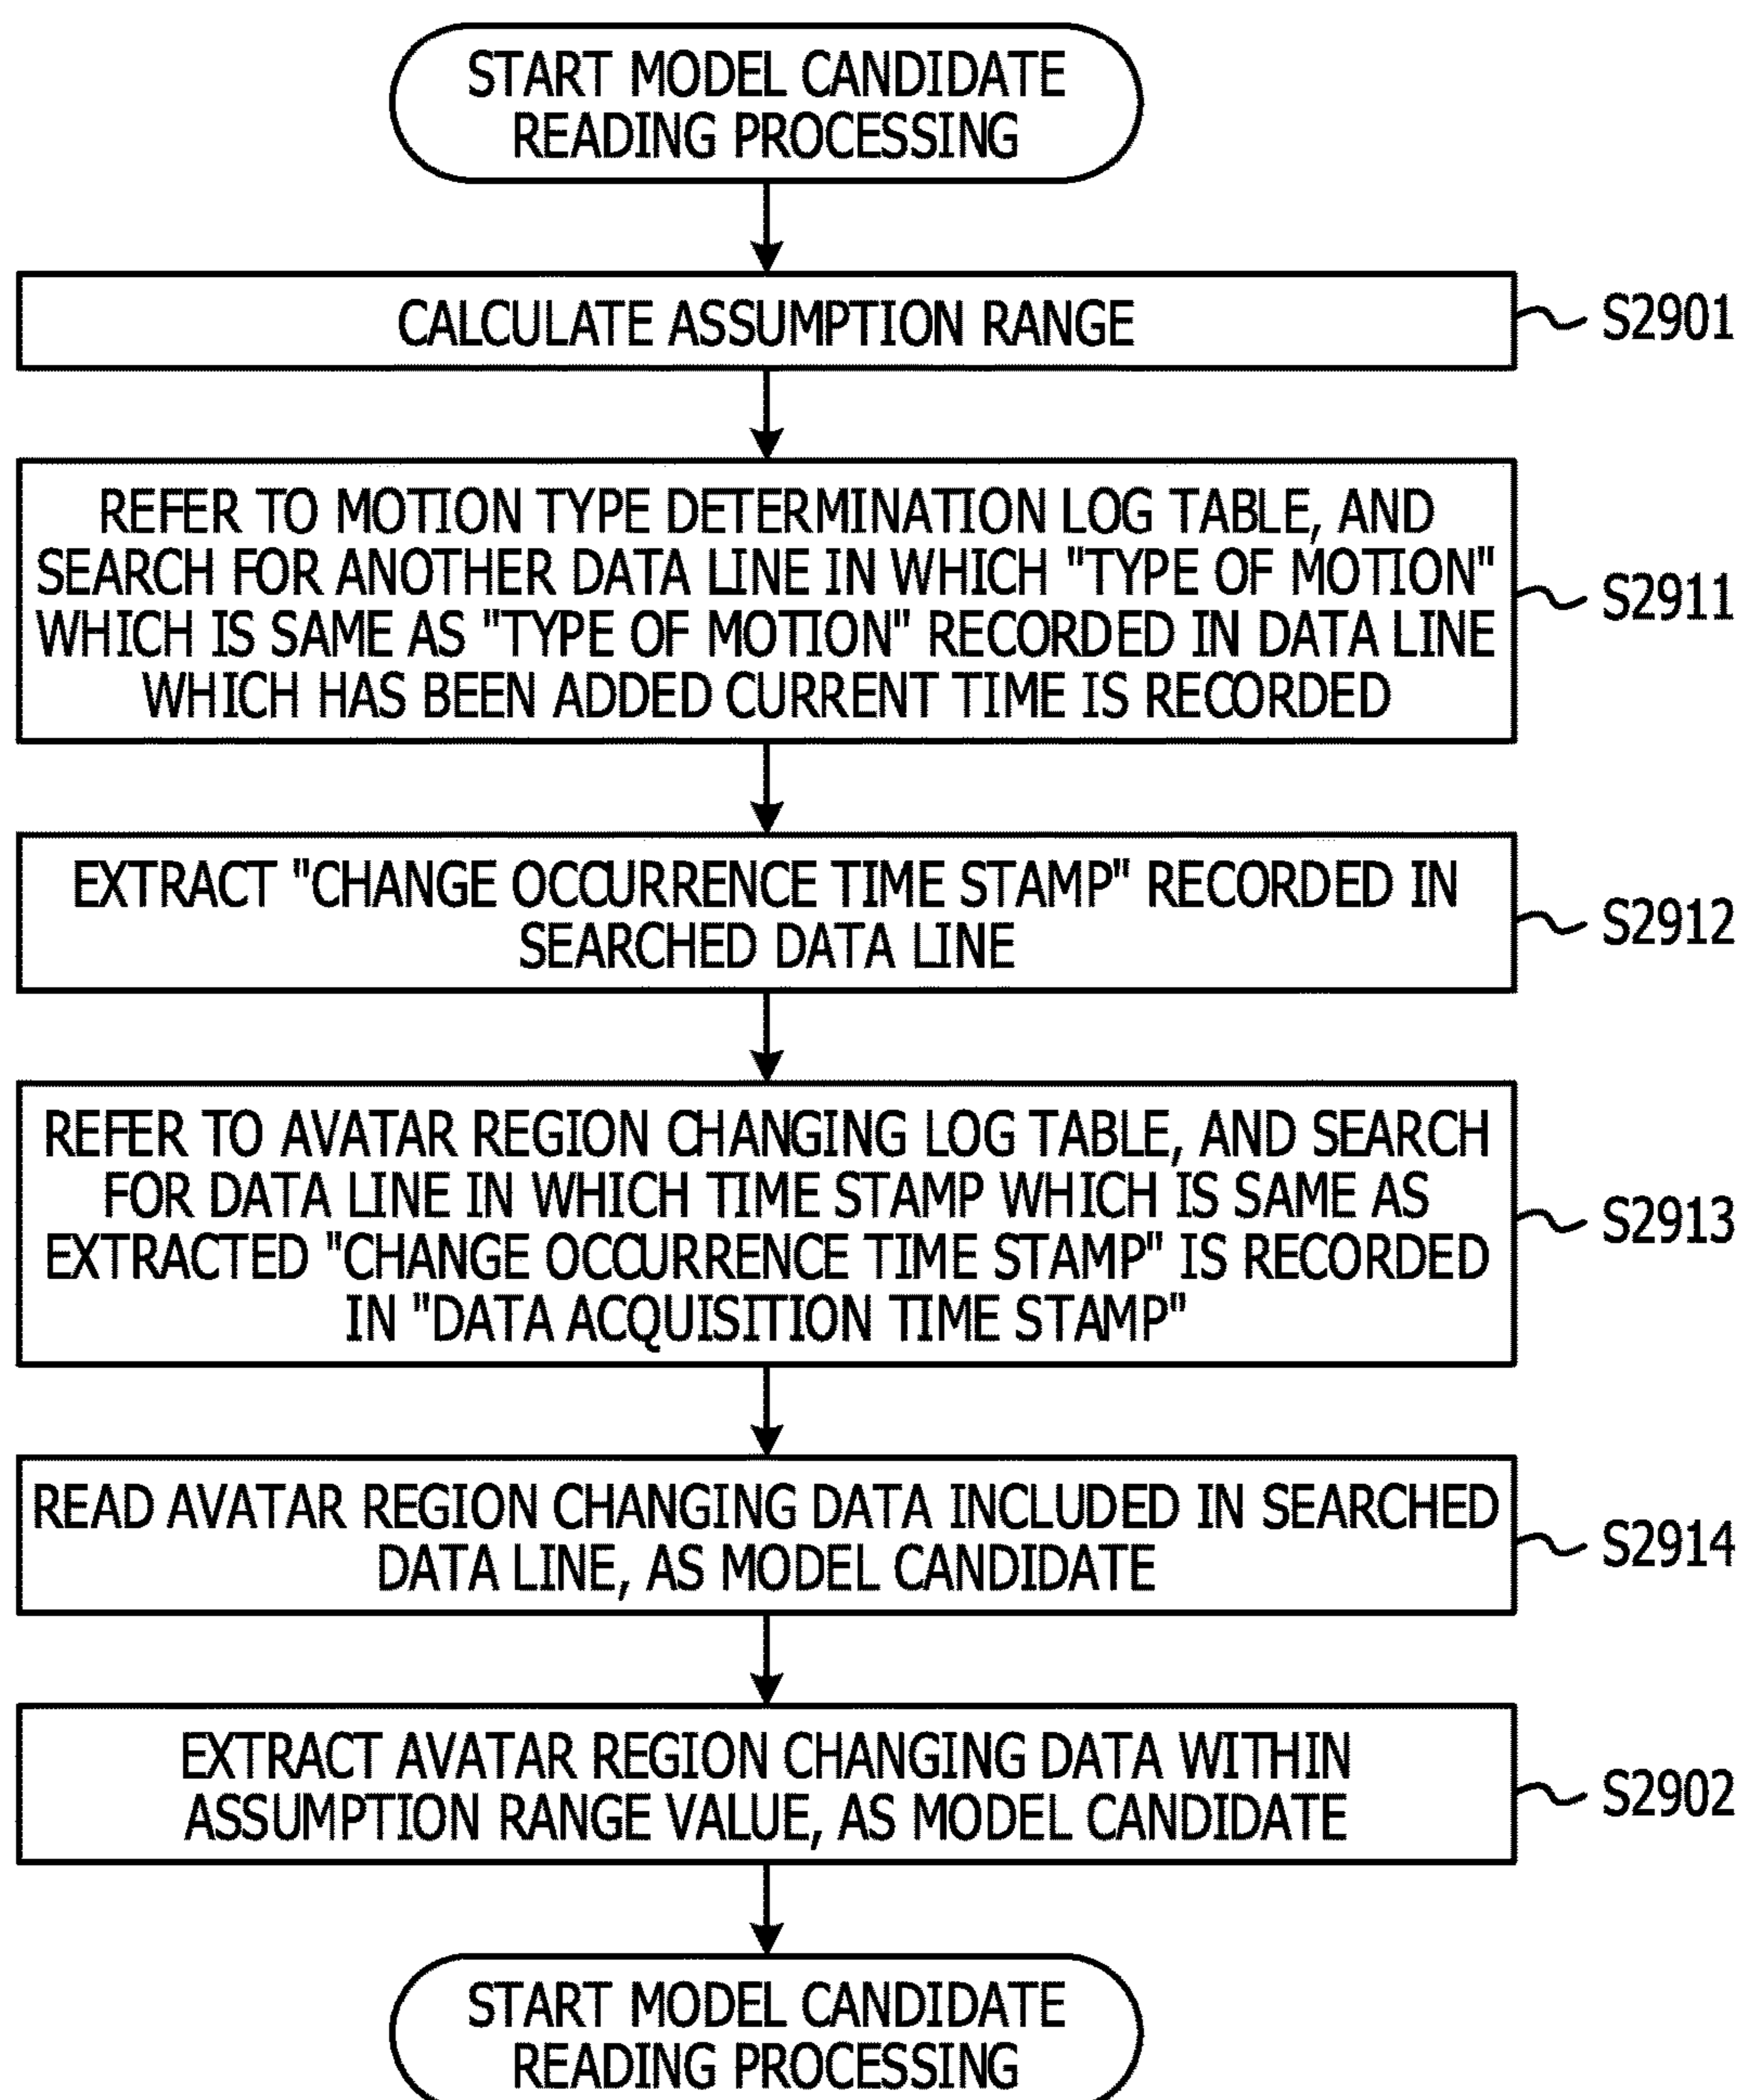 START MODEL CANDIDATE
READING PROCESSING
CALCULATE ASSUMPTION RANGE
S2901
REFER TO MOTION TYPE DETERMINATION LOG TABLE, AND
SEARCH FOR ANOTHER DATA LINE IN WHICH "TYPE OF MOTION"
WHICH IS SAME AS "TYPE OF MOTION" RECORDED IN DATA LINE
WHICH HAS BEEN ADDED CURRENT TIME IS RECORDED
S2911
EXTRACT "CHANGE OCCURRENCE TIME STAMP" RECORDED IN
SEARCHED DATA LINE
S2912
REFER TO AVATAR REGION CHANGING LOG TABLE, AND SEARCH
FOR DATA LINE IN WHICH TIME STAMP WHICH IS SAME AS
EXTRACTED "CHANGE OCCURRENCE TIME STAMP" IS RECORDED
IN "DATA ACQUISITION TIME STAMP"
S2913
READ AVATAR REGION CHANGING DATA INCLUDED IN SEARCHED
DATA LINE, AS MODEL CANDIDATE
S2914
EXTRACT AVATAR REGION CHANGING DATA WITHIN
ASSUMPTION RANGE VALUE, AS MODEL CANDIDATE
S2902
START MODEL CANDIDATE
READING PROCESSING